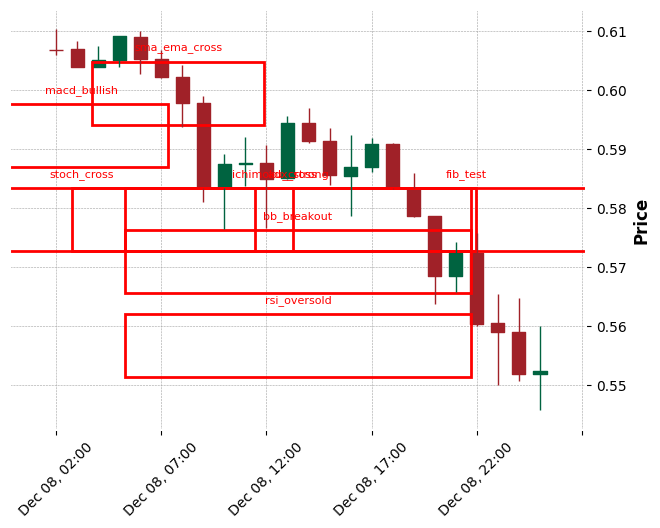 0.61
ema_cross
macd_bullish
0.60
0.59
stoch_cross
fib_test
0.58
bb_breakout
0.57
rsi_oversold
0.56
0.55
Price
Dec 08, 02:00
Dec 08, 07:00
Dec 08, 12:00
Dec 08, 17:00
Dec 08, 22:00